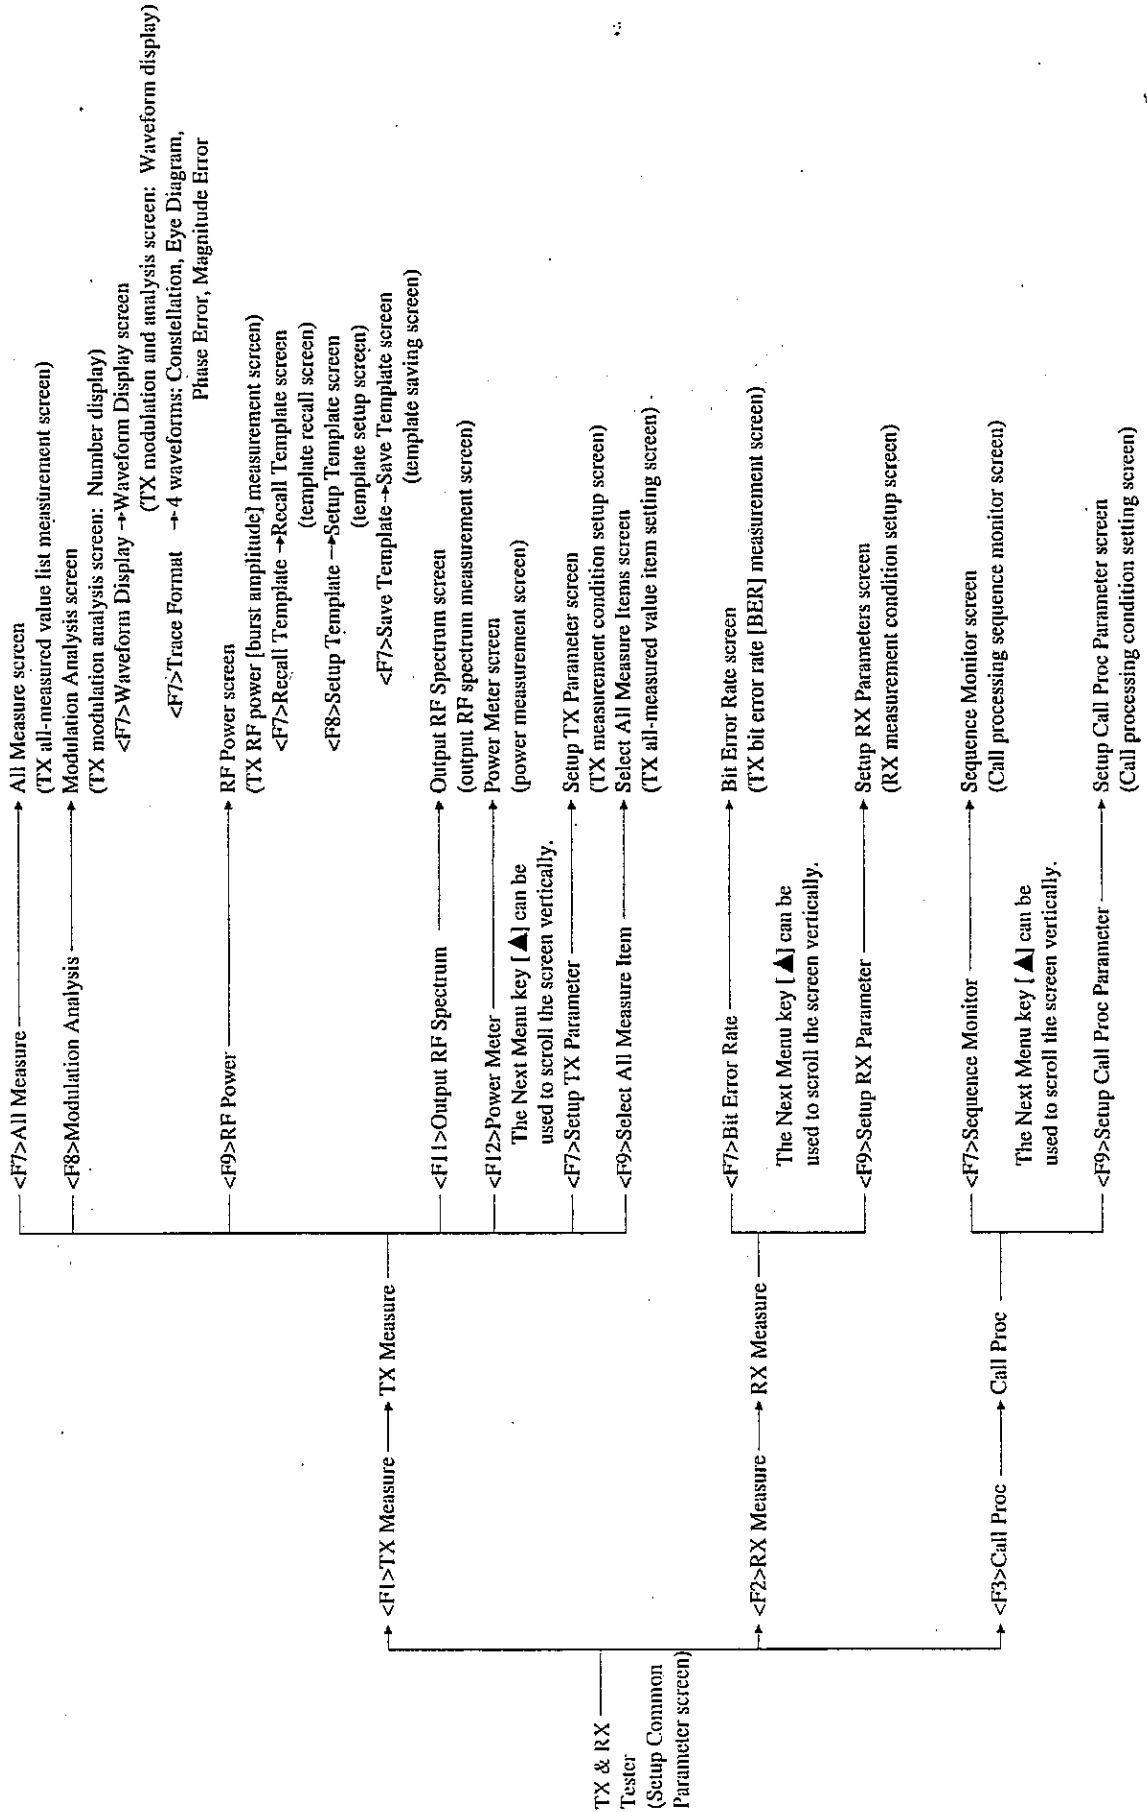 TX & RX
Tester
(Setup Common
Parameter screen)
<F1>TX Measure
TX Measure
<F7>All Measure
All Measure screen
(TX all-measured value list measurement screen)
<F8>Modulation Analysis
Modulation Analysis screen
(TX modulation analysis screen: Number display)
<F7>Waveform Display → Waveform Display screen
(TX modulation and analysis screen: Waveform display)
<F7>Trace Format → 4 waveforms: Constellation, Eye Diagram,
Phase Error, Magnitude Error
<F9>RF Power
RF Power screen
(TX RF power [burst amplitude] measurement screen)
<F7>Recall Template → Recall Template screen
(template recall screen)
<F8>Setup Template → Setup Template screen
(template setup screen)
<F7>Save Template → Save Template screen
(template saving screen)
<F11>Output RF Spectrum
Output RF Spectrum screen
(output RF spectrum measurement screen)
<F12>Power Meter
Power Meter screen
(power measurement screen)
The Next Menu key [▲] can be
used to scroll the screen vertically.
<F7>Setup TX Parameter
Setup TX Parameter screen
(TX measurement condition setup screen)
<F9>Select All Measure Item
Select All Measure Items screen
(TX all-measured value item setting screen)
<F2>RX Measure
RX Measure
<F7>Bit Error Rate
Bit Error Rate screen
(TX bit error rate [BER] measurement screen)
The Next Menu key [▲] can be
used to scroll the screen vertically.
<F9>Setup RX Parameter
Setup RX Parameters screen
(RX measurement condition setup screen)
<F3>Call Proc
Call Proc
<F7>Sequence Monitor
Sequence Monitor screen
(Call processing sequence monitor screen)
The Next Menu key [▲] can be
used to scroll the screen vertically.
<F9>Setup Call Proc Parameter
Setup Call Proc Parameter screen
(Call processing condition setting screen)